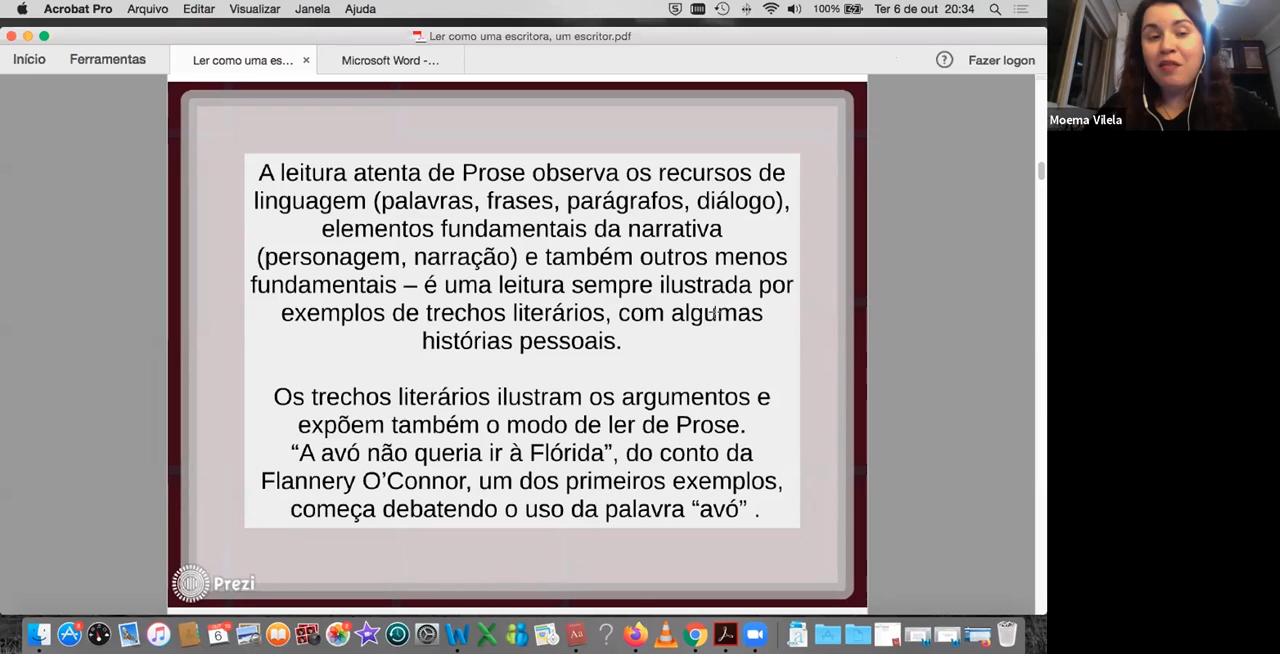 Acrobat Pro Arquivo Editar Visualizar Janela Ajuda 100% Ter 6 de out 20:34
Ler como uma escritora, um escritor.pdf
Início Ferramentas Ler como uma es... × Microsoft Word -... ? Fazer logon
Moema Vilela
A leitura atenta de Prose observa os recursos de
linguagem (palavras, frases, parágrafos, diálogo),
elementos fundamentais da narrativa
(personagem, narração) e também outros menos
fundamentais – é uma leitura sempre ilustrada por
exemplos de trechos literários, com algumas
histórias pessoais.
Os trechos literários ilustram os argumentos e
expõem também o modo de ler de Prose.
“A avó não queria ir à Flórida”, do conto da
Flannery O’Connor, um dos primeiros exemplos,
começa debatendo o uso da palavra “avó” .
Prezi